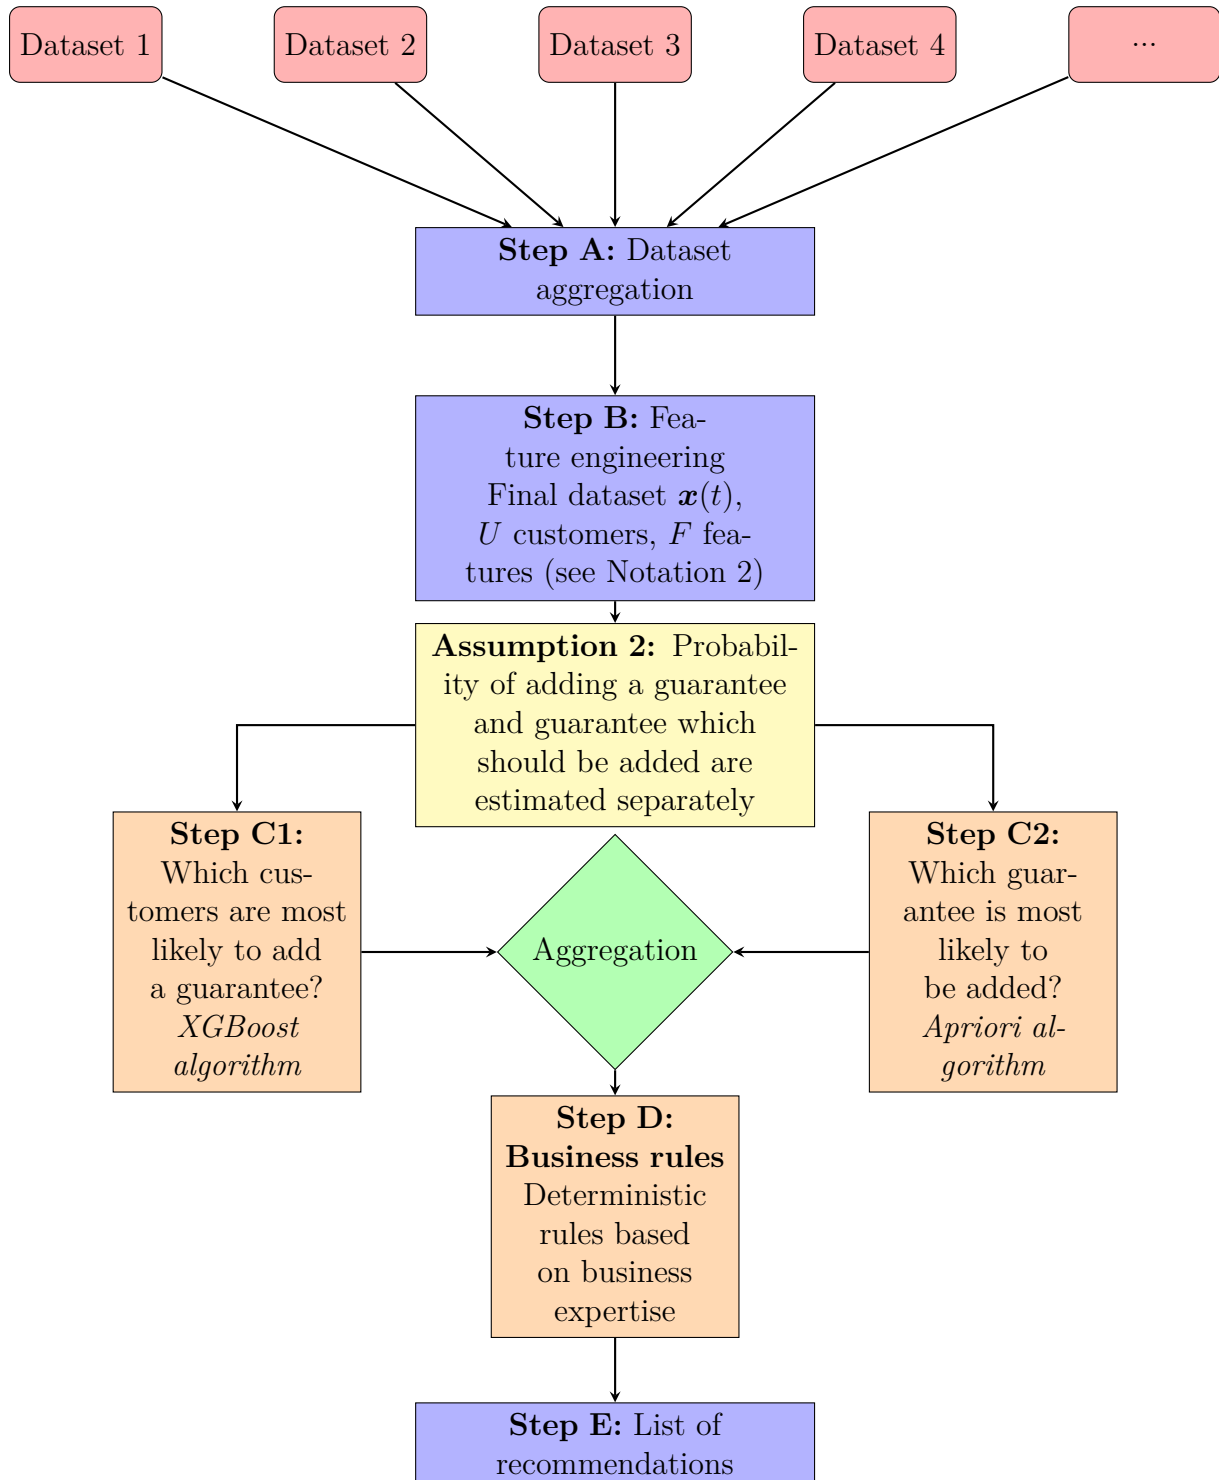 Dataset 1
Dataset 2
Dataset 3
Dataset 4
...
Step A: Dataset
aggregation
Step B: Fea-
ture engineering
Final dataset x(t),
U customers, F fea-
tures (see Notation 2)
Assumption 2: Probabil-
ity of adding a guarantee
and guarantee which
should be added are
estimated separately
Step C1:
Which cus-
tomers are most
likely to add
a guarantee?
XGBoost
algorithm
Aggregation
Step C2:
Which guar-
antee is most
likely to
be added?
Apriori al-
gorithm
Step D:
Business rules
Deterministic
rules based
on business
expertise
Step E: List of
recommendations